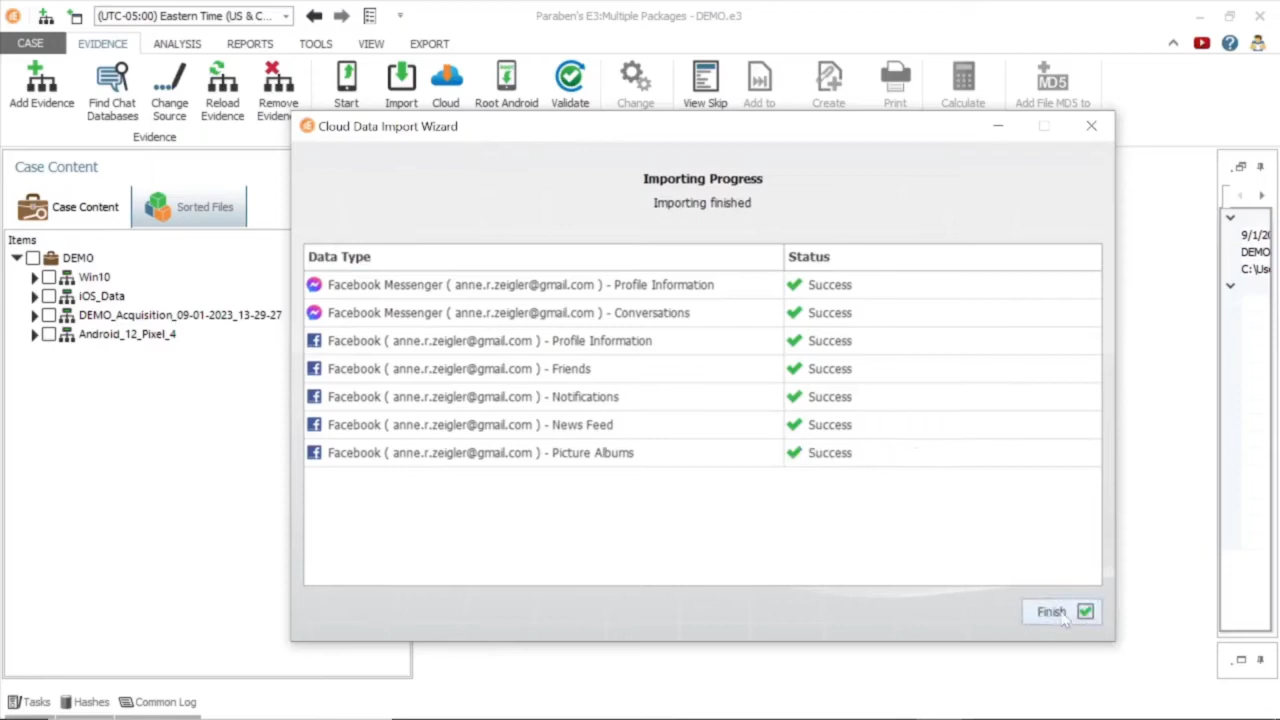 (UTC-05:00) Eastern Time (US & C...
Paraben's E3:Multiple Packages - DEMO.e3
CASE
EVIDENCE
ANALYSIS
REPORTS
TOOLS
VIEW
EXPORT
Add Evidence
Find Chat
Databases
Change
Source
Reload
Evidence
Remove
Evidenc
Start
Import
Cloud
Root Android
Validate
Change
View Skip
Add to
Create
Print
Calculate
MD5
Add File MD5 to
Evidence
Cloud Data Import Wizard
Case Content
Case Content
Sorted Files
Items
DEMO
Win10
iOS_Data
DEMO_Acquisition_09-01-2023_13-29-27
Android_12_Pixel_4
Importing Progress
Importing finished
Data Type Status
Facebook Messenger ( anne.r.zeigler@gmail.com ) - Profile Information Success
Facebook Messenger ( anne.r.zeigler@gmail.com ) - Conversations Success
Facebook ( anne.r.zeigler@gmail.com ) - Profile Information Success
Facebook ( anne.r.zeigler@gmail.com ) - Friends Success
Facebook ( anne.r.zeigler@gmail.com ) - Notifications Success
Facebook ( anne.r.zeigler@gmail.com ) - News Feed Success
Facebook ( anne.r.zeigler@gmail.com ) - Picture Albums Success
Finish
9/1/20
DEMO
C:\Use
Tasks
Hashes
Common Log